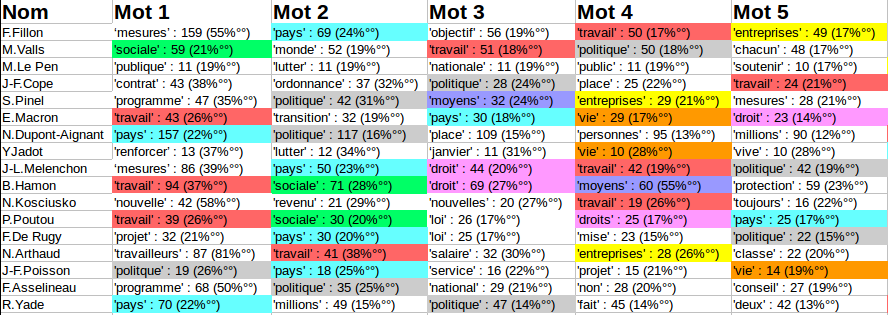 Nom Mot 1 Mot 2 Mot 3 Mot 4 Mot 5
F.Fillon 'mesures' : 159 (55%°°) 'pays' : 69 (24%°°) 'objectif' : 56 (19%°°) 'travail' : 50 (17%°°) 'entreprises' : 49 (17%°°)
M.Valls 'sociale' : 59 (21%°°) 'monde' : 52 (19%°°) 'travail' : 51 (18%°°) 'politique' : 50 (18%°°) 'chacun' : 48 (17%°°)
M.Le Pen 'publique' : 11 (19%°°) 'lutter' : 11 (19%°°) 'nationale' : 11 (19%°°) 'public' : 11 (19%°°) 'soutenir' : 10 (17%°°)
J-F.Cope 'contrat' : 43 (38%°°) 'ordonnance' : 37 (32%°°) 'politique' : 28 (24%°°) 'place' : 25 (22%°°) 'travail' : 24 (21%°°)
S.Pinel 'programme' : 47 (35%°°) 'politique' : 42 (31%°°) 'moyens' : 32 (24%°°) 'entreprises' : 29 (21%°°) 'mesures' : 28 (21%°°)
E.Macron 'travail' : 43 (26%°°) 'transition' : 32 (19%°°) 'pays' : 30 (18%°°) 'vie' : 29 (17%°°) 'droit' : 23 (14%°°)
N.Dupont-Aignant 'pays' : 157 (22%°°) 'politique' : 117 (16%°°) 'place' : 109 (15%°°) 'personnes' : 95 (13%°°) 'millions' : 90 (12%°°)
YJadot 'renforcer' : 13 (37%°°) 'lutter' : 12 (34%°°) 'janvier' : 11 (31%°°) 'vie' : 10 (28%°°) 'vive' : 10 (28%°°)
J-L.Melenchon 'mesures' : 86 (39%°°) 'pays' : 50 (23%°°) 'droit' : 44 (20%°°) 'travail' : 42 (19%°°) 'politique' : 42 (19%°°)
B.Hamon 'travail' : 94 (37%°°) 'sociale' : 71 (28%°°) 'droit' : 69 (27%°°) 'moyens' : 60 (55%°°) 'protection' : 59 (23%°°)
N.Kosciusko 'nouvelle' : 42 (58%°°) 'revenu' : 21 (29%°°) 'nouvelles' : 20 (27%°°) 'travail' : 19 (26%°°) 'toujours' : 16 (22%°°)
P.Poutou 'travail' : 39 (26%°°) 'sociale' : 30 (20%°°) 'loi' : 26 (17%°°) 'droits' : 25 (17%°°) 'pays' : 25 (17%°°)
F.De Rugy 'projet' : 32 (21%°°) 'pays' : 30 (20%°°) 'loi' : 25 (17%°°) 'mise' : 23 (15%°°) 'politique' : 22 (15%°°)
N.Arthaud 'travailleurs' : 87 (81%°°) 'travail' : 41 (38%°°) 'salaire' : 32 (30%°°) 'entreprises' : 28 (26%°°) 'classe' : 22 (20%°°)
J-F.Poisson 'politque' : 19 (26%°°) 'pays' : 18 (25%°°) 'service' : 16 (22%°°) 'projet' : 15 (21%°°) 'vie' : 14 (19%°°)
F.Asselineau 'programme' : 68 (50%°°) 'politique' : 35 (25%°°) 'national' : 29 (21%°°) 'non' : 28 (20%°°) 'conseil' : 27 (19%°°)
R.Yade 'pays' : 70 (22%°°) 'millions' : 49 (15%°°) 'politique' : 47 (14%°°) 'fait' : 45 (14%°°) 'deux' : 42 (13%°°)